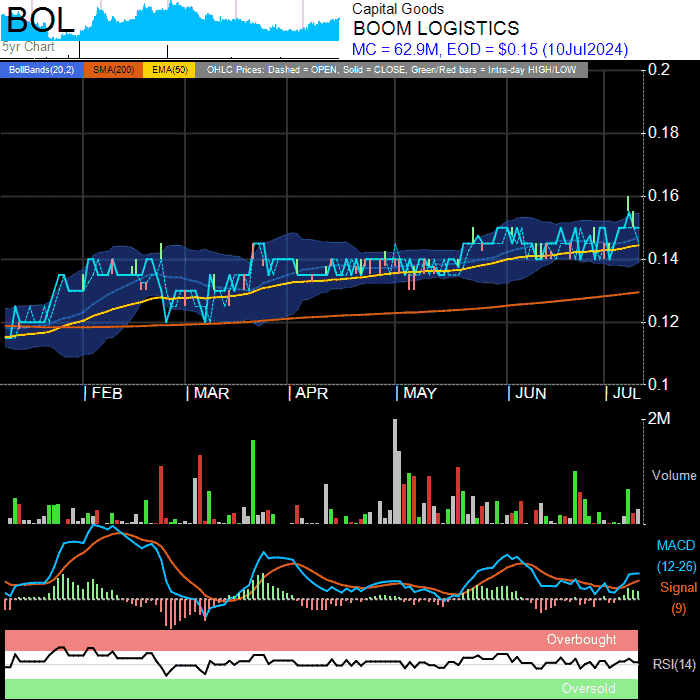 BOL
5yr Chart
Capital Goods
BOOM LOGISTICS
MC = 62.9M, EOD = $0.15 (10Jul2024)
BollBands(20,2) SMA(200) EMA(50) OHLC Prices: Dashed = OPEN, Solid = CLOSE, Green/Red bars = Intra-day HIGH/LOW
0.2
0.18
0.16
0.14
0.12
0.1
FEB MAR APR MAY JUN JUL
2M
Volume
MACD
(12-26)
Signal
(9)
Overbought
RSI(14)
Oversold